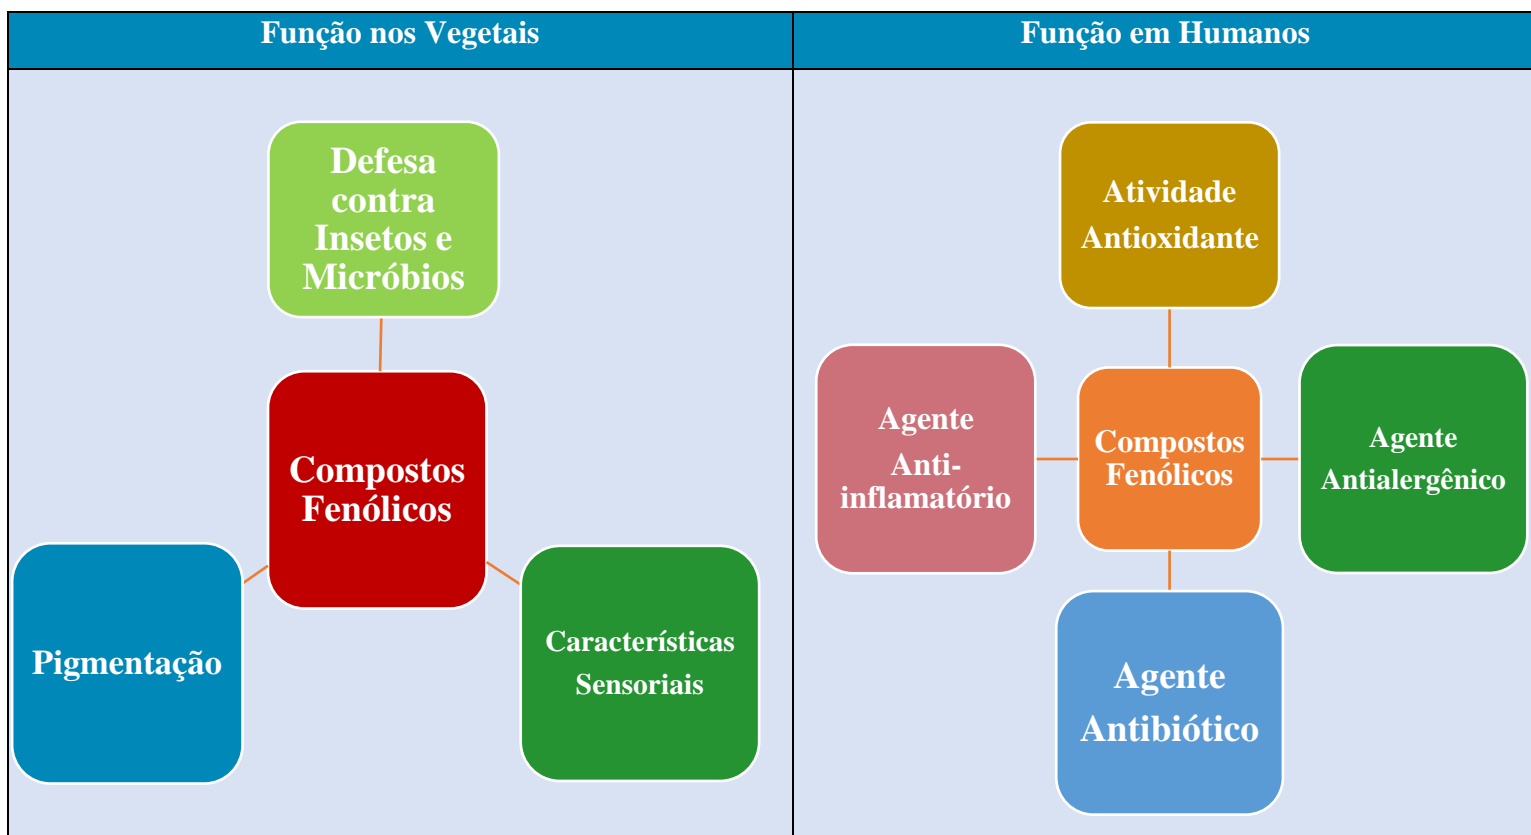 Função nos Vegetais
Função em Humanos
Defesa
contra
Insetos e
Micróbios
Compostos
Fenólicos
Pigmentação
Características
Sensoriais
Atividade
Antioxidante
Agente
Anti-
inflamatório
Compostos
Fenólicos
Agente
Antialergênico
Agente
Antibiótico